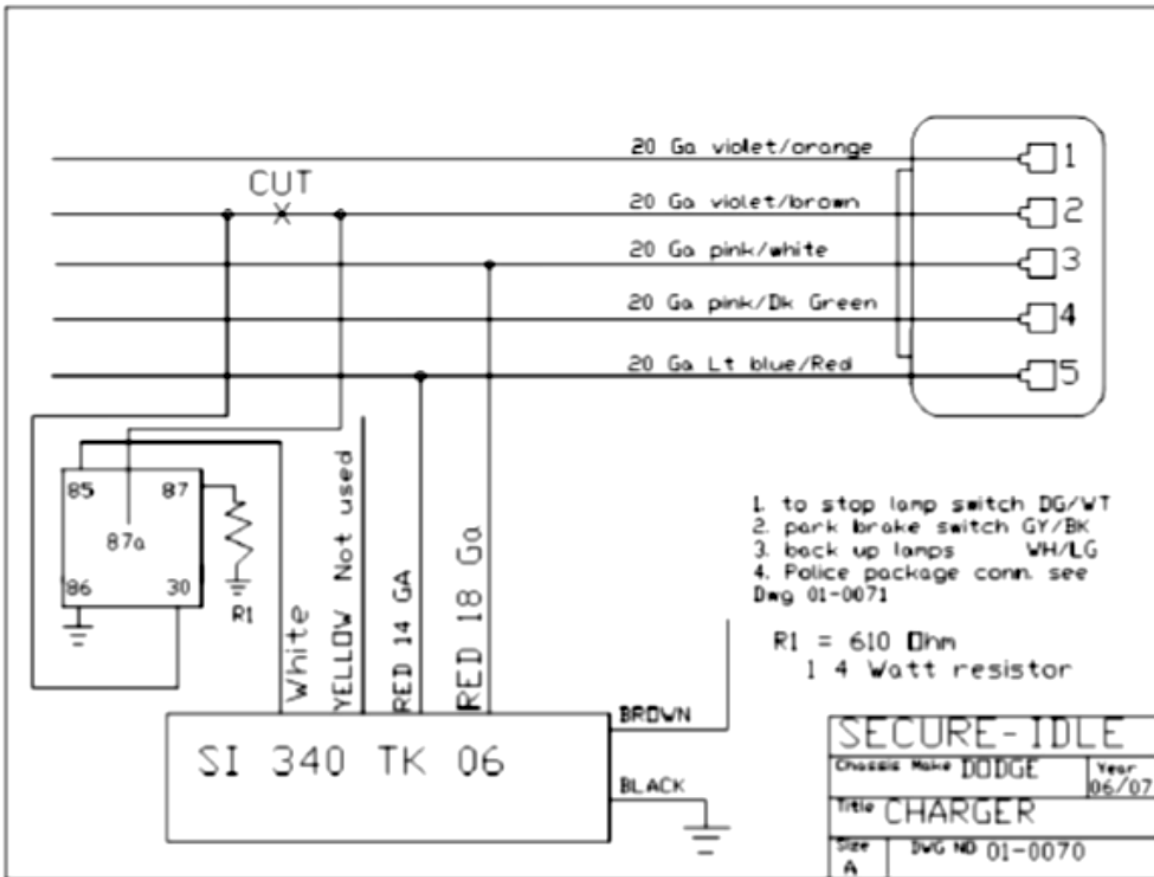 20 Ga violet/orange
1
CUT
X
20 Ga violet/brown
2
20 Ga pink/white
3
20 Ga pink/Dk Green
4
20 Ga Lt blue/Red
5
85 87
87a
86 30
R1
White
YELLOW Not used
RED 14 GA
RED 18 Ga
1. to stop lamp switch DG/WT
2. park brake switch GY/BK
3. back up lamps WH/LG
4. Police package conn. see
Dwg 01-0071
R1 = 610 Ohm
1 4 Watt resistor
SI 340 TK 06
BROWN
BLACK
SECURE-IDLE
Chassis Make DODGE
Year
06/07
Title CHARGER
Size
A
DWG NO 01-0070